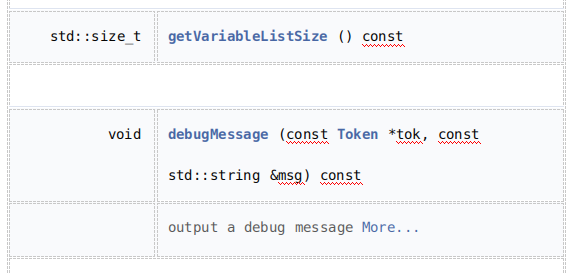 std::size_t getVariableListSize () const
void debugMessage (const Token *tok, const
std::string &msg) const
output a debug message More...